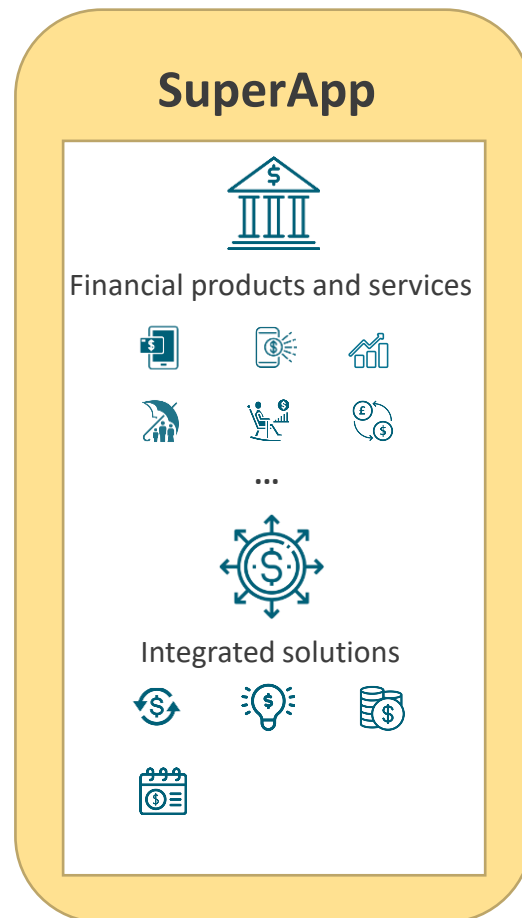 SuperApp
Financial products and services
...
Integrated solutions